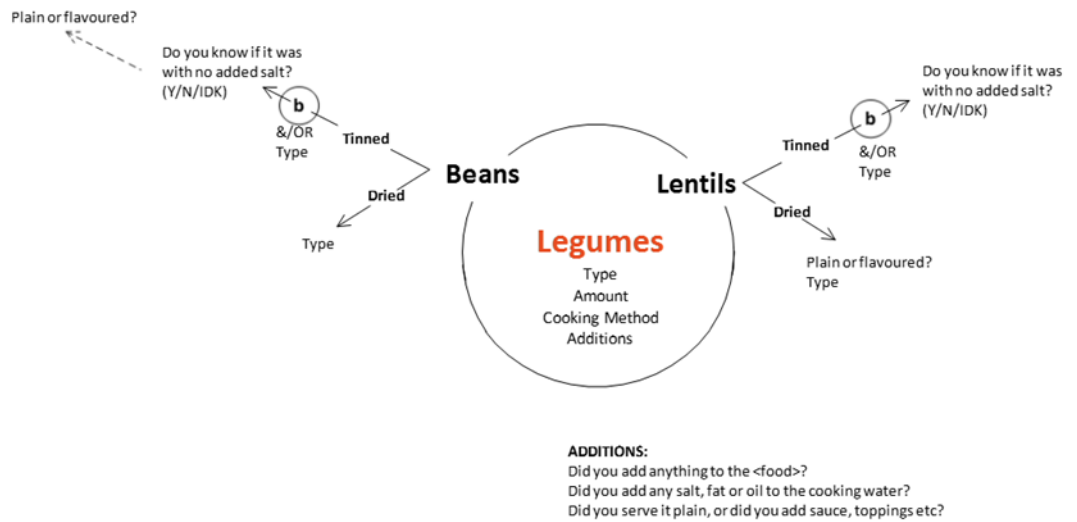 Plain or flavoured?
Do you know if it was
with no added salt?
(Y/N/IDK)
b
&/OR
Type
Tinned
Dried
Type
Beans
Lentils
Tinned
b
&/OR
Type
Do you know if it was
with no added salt?
(Y/N/IDK)
Dried
Plain or flavoured?
Type
Legumes
Type
Amount
Cooking Method
Additions
ADDITIONS:
Did you add anything to the <food>?
Did you add any salt, fat or oil to the cooking water?
Did you serve it plain, or did you add sauce, toppings etc?